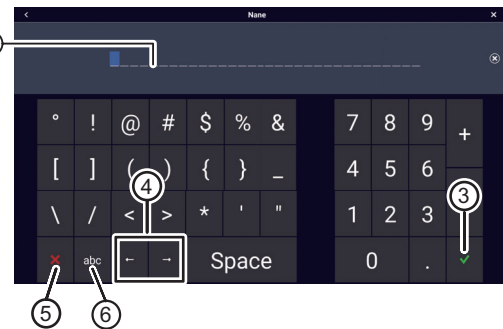 < Nane ×
° ! @ # $ % & 7 8 9 +
[ ] ( ) { } _ 4 5 6
4 3
\ / < > * ' " 1 2 3
× abc ← → Space 0 . ✓
5 6